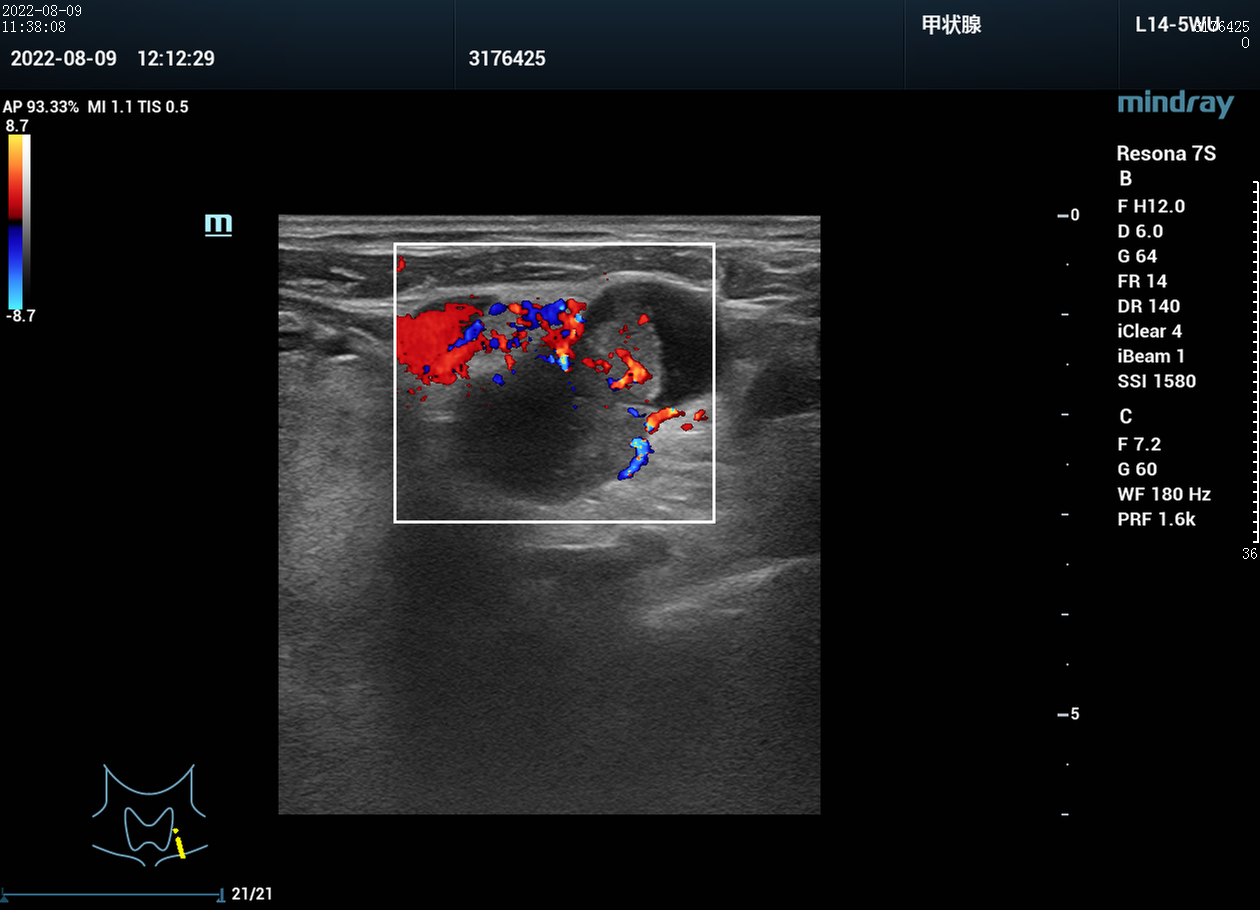 2022-08-09
11:38:08
2022-08-09 12:12:29
3176425
甲状腺
L14-5WU
3176425
0
AP 93.33% MI 1.1 TIS 0.5
8.7
-8.7
m
mindray
Resona 7S
B
F H12.0
D 6.0
G 64
FR 14
DR 140
iClear 4
iBeam 1
SSI 1580
C
F 7.2
G 60
WF 180 Hz
PRF 1.6k
0
5
36
21/21